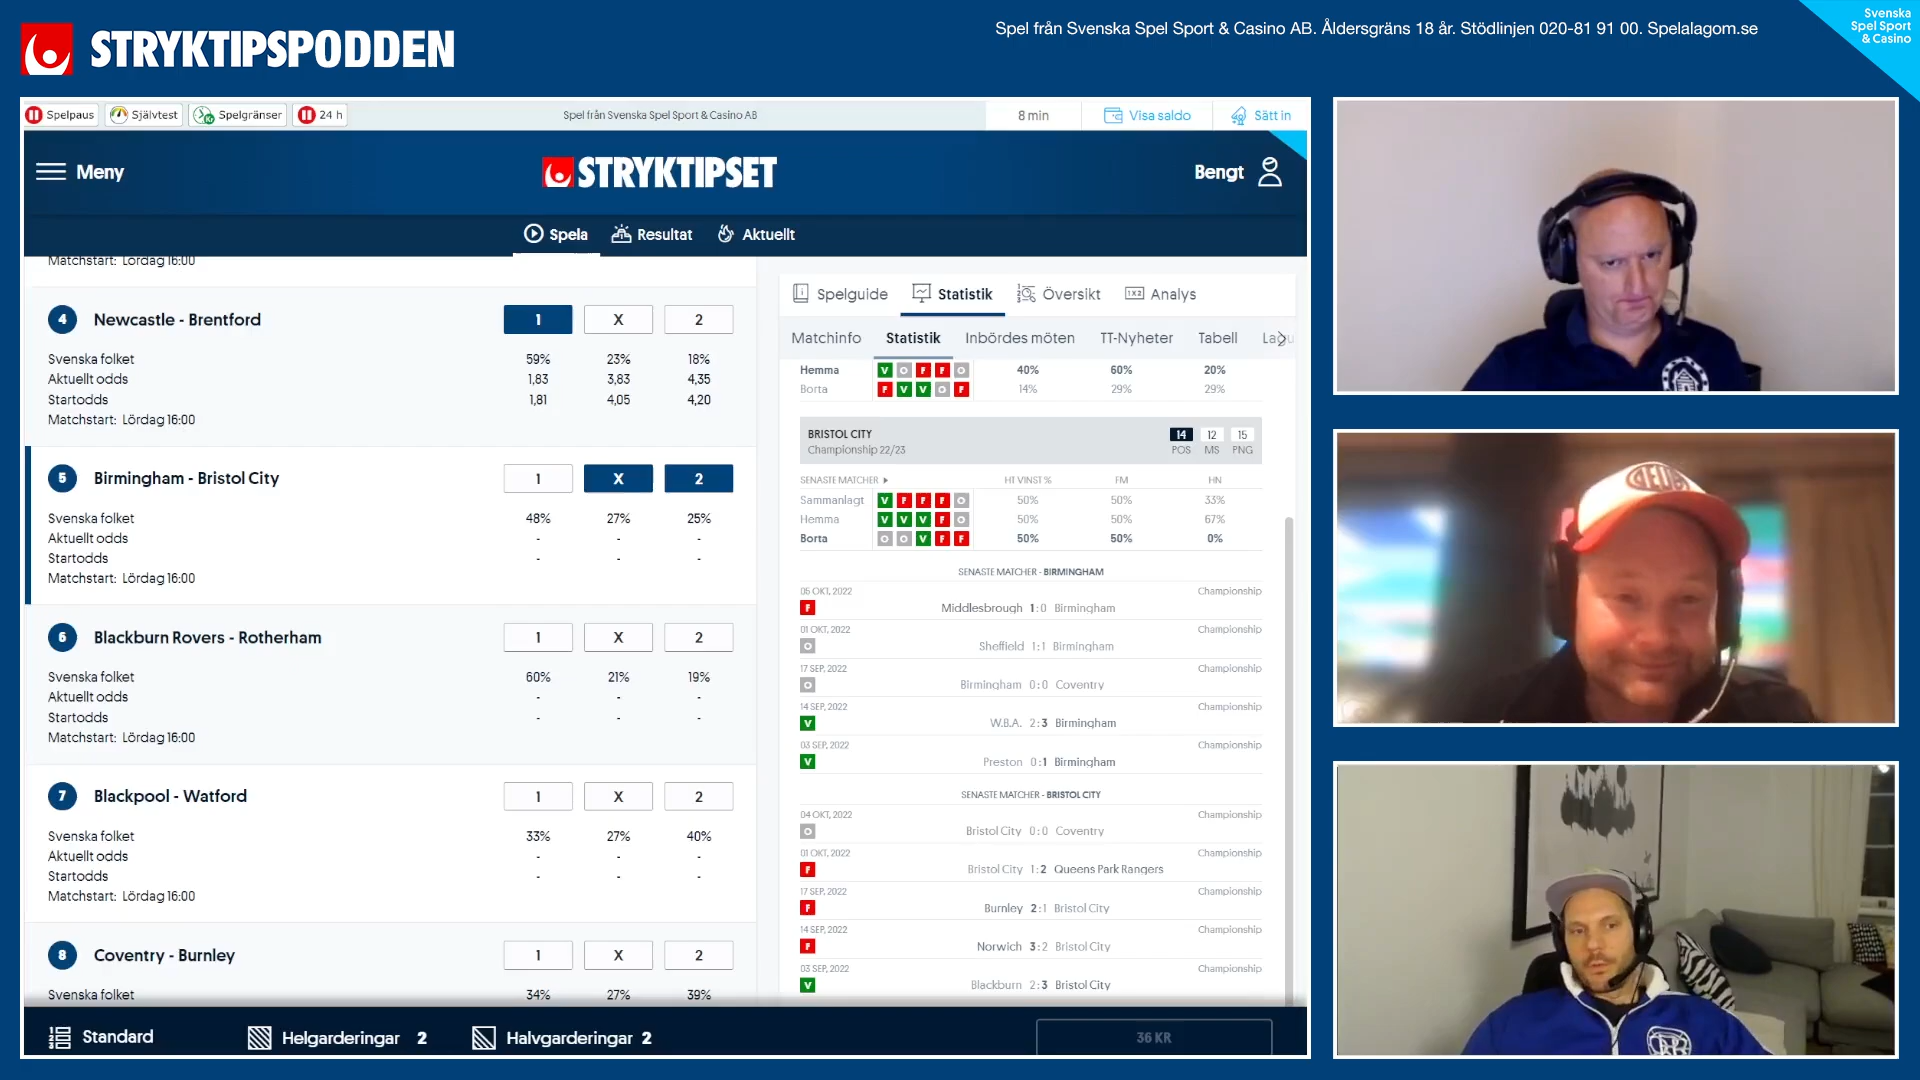 STRYKTIPSPODDEN
Spel från Svenska Spel Sport & Casino AB. Åldersgräns 18 år. Stödlinjen 020-81 91 00. Spelalagom.se
Svenska
Spel Sport
& Casino
Spelpaus
Självtest
Spelgränser
24 h
Spel från Svenska Spel Sport & Casino AB
8 min
Visa saldo
Sätt in
Meny
STRYKTIPSET
Bengt
Spela
Resultat
Aktuellt
Matchstart: Lördag 16:00
4 Newcastle - Brentford 1 X 2
Svenska folket 59% 23% 18%
Aktuellt odds 1,83 3,83 4,35
Startodds 1,81 4,05 4,20
Matchstart: Lördag 16:00
5 Birmingham - Bristol City 1 X 2
Svenska folket 48% 27% 25%
Aktuellt odds - - -
Startodds - - -
Matchstart: Lördag 16:00
6 Blackburn Rovers - Rotherham 1 X 2
Svenska folket 60% 21% 19%
Aktuellt odds - - -
Startodds - - -
Matchstart: Lördag 16:00
7 Blackpool - Watford 1 X 2
Svenska folket 33% 27% 40%
Aktuellt odds - - -
Startodds - - -
Matchstart: Lördag 16:00
8 Coventry - Burnley 1 X 2
Svenska folket 34% 27% 39%
Spelguide Statistik Översikt Analys
Matchinfo Statistik Inbördes möten TT-Nyheter Tabell
Hemma V O F F O 40% 60% 20%
Borta F V V O F 14% 29% 29%
BRISTOL CITY 14 12 15
Championship 22/23 POS MS PNG
SENASTE MATCHER HT VINST % FM HN
Sammanlagt V F F F O 50% 50% 33%
Hemma V V V F O 50% 50% 67%
Borta O O V F F 50% 50% 0%
SENASTE MATCHER - BIRMINGHAM
05 OKT, 2022 Championship
F Middlesbrough 1:0 Birmingham
01 OKT, 2022 Championship
O Sheffield 1:1 Birmingham
17 SEP, 2022 Championship
O Birmingham 0:0 Coventry
14 SEP, 2022 Championship
V W.B.A. 2:3 Birmingham
03 SEP, 2022 Championship
V Preston 0:1 Birmingham
SENASTE MATCHER - BRISTOL CITY
04 OKT, 2022 Championship
O Bristol City 0:0 Coventry
01 OKT, 2022 Championship
F Bristol City 1:2 Queens Park Rangers
17 SEP, 2022 Championship
F Burnley 2:1 Bristol City
14 SEP, 2022 Championship
F Norwich 3:2 Bristol City
03 SEP, 2022 Championship
V Blackburn 2:3 Bristol City
Standard
Helgarderingar 2
Halvgarderingar 2
36 KR